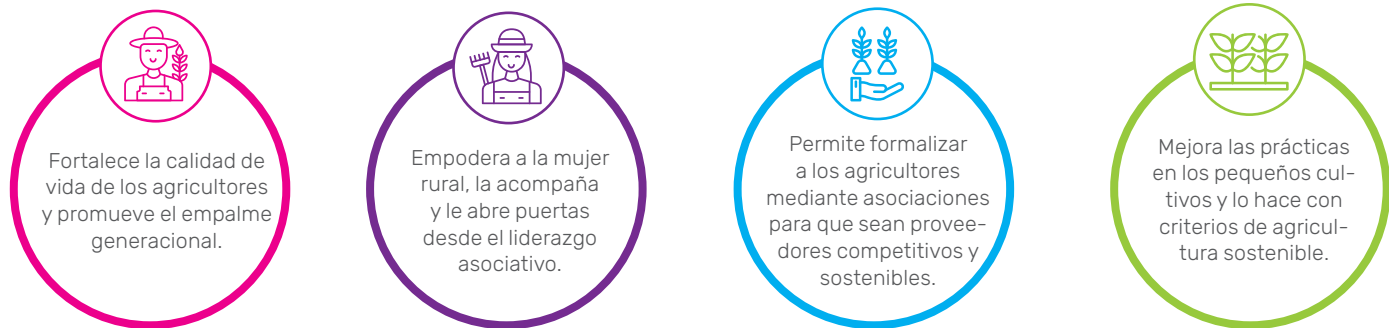 Fortalece la calidad de
vida de los agricultores
y promueve el empalme
generacional.
Empodera a la mujer
rural, la acompaña
y le abre puertas
desde el liderazgo
asociativo.
Permite formalizar
a los agricultores
mediante asociaciones
para que sean provee-
dores competitivos y
sostenibles.
Mejora las prácticas
en los pequeños cul-
tivos y lo hace con
criterios de agricul-
tura sostenible.